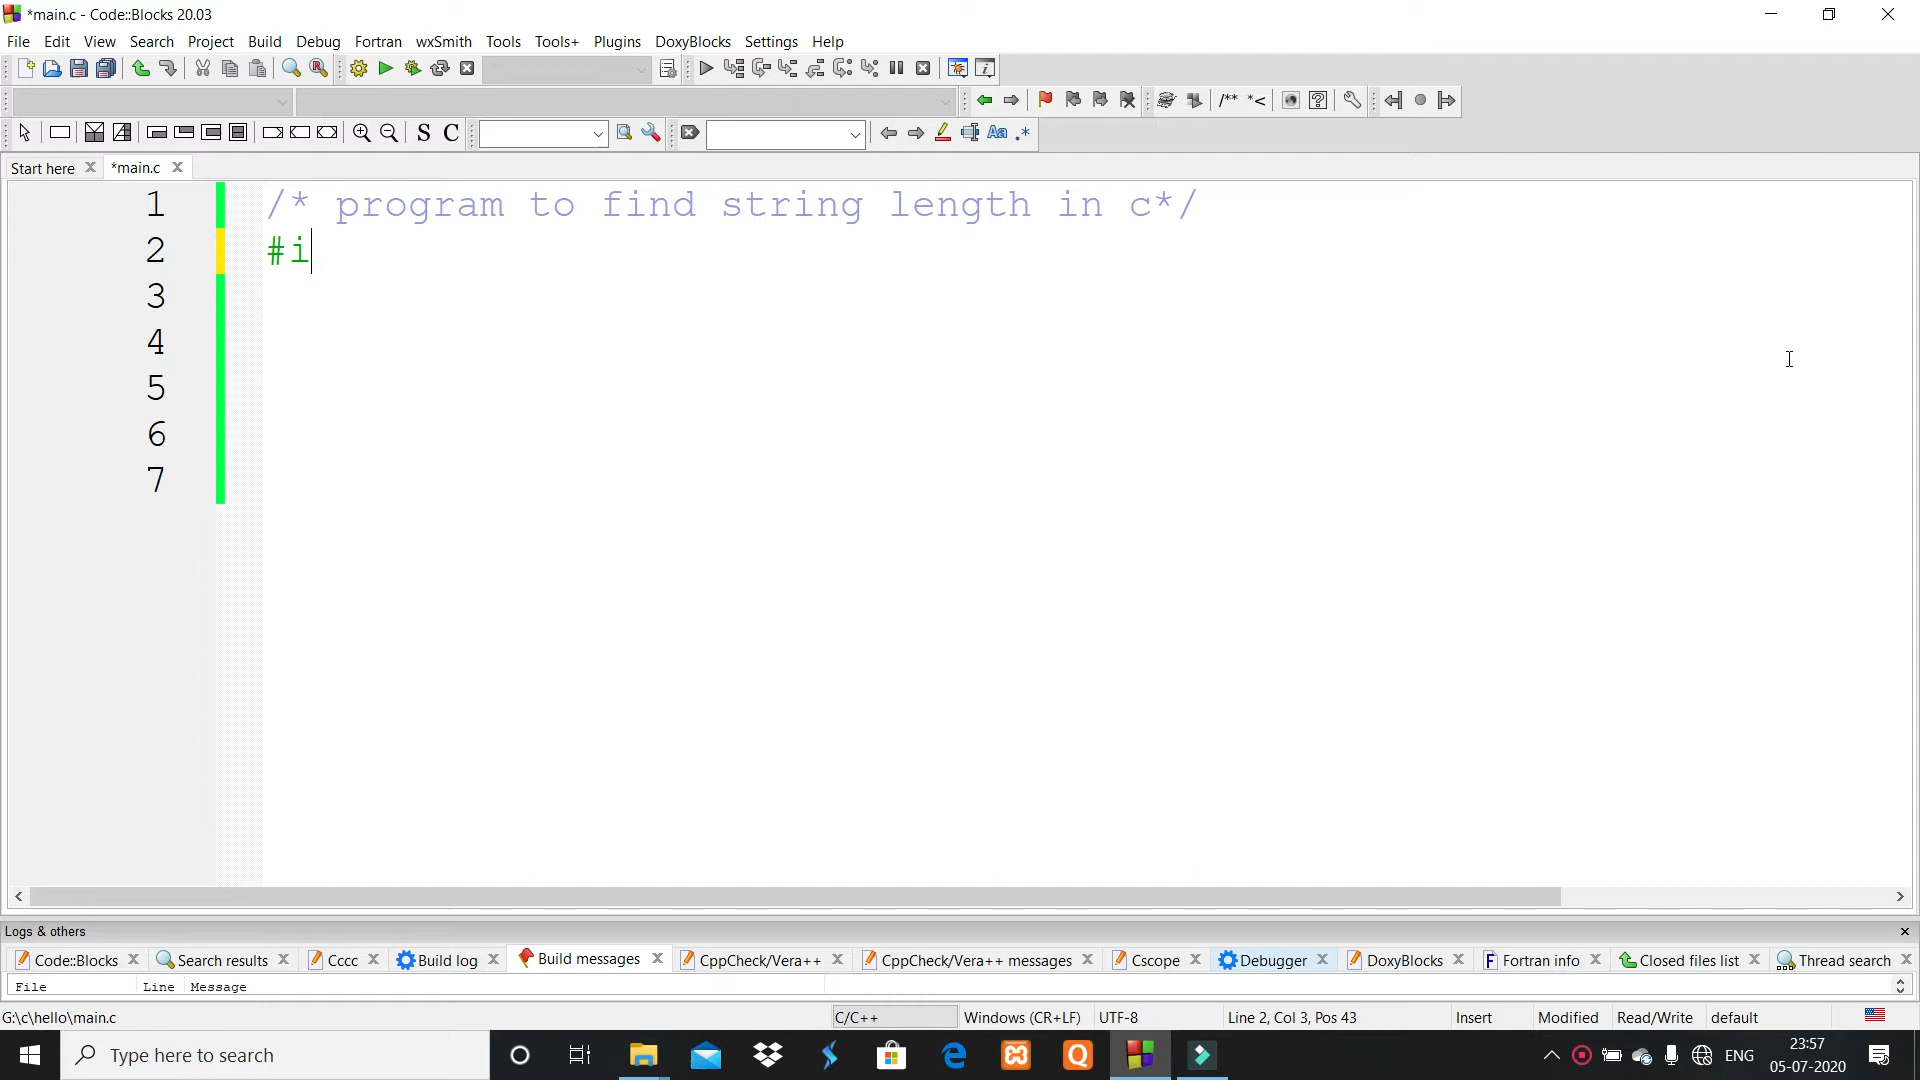 *main.c - Code::Blocks 20.03
File Edit View Search Project Build Debug Fortran wxSmith Tools Tools+ Plugins DoxyBlocks Settings Help
/** *<
S C Aa .*
Start here *main.c
1 /* program to find string length in c*/
2 #i
3
4
5
6
7
Logs & others
Code::Blocks Search results Cccc Build log Build messages CppCheck/Vera++ CppCheck/Vera++ messages Cscope Debugger DoxyBlocks Fortran info Closed files list Thread search
File Line Message
G:\c\hello\main.c C/C++ Windows (CR+LF) UTF-8 Line 2, Col 3, Pos 43 Insert Modified Read/Write default
Type here to search ENG 23:57
05-07-2020